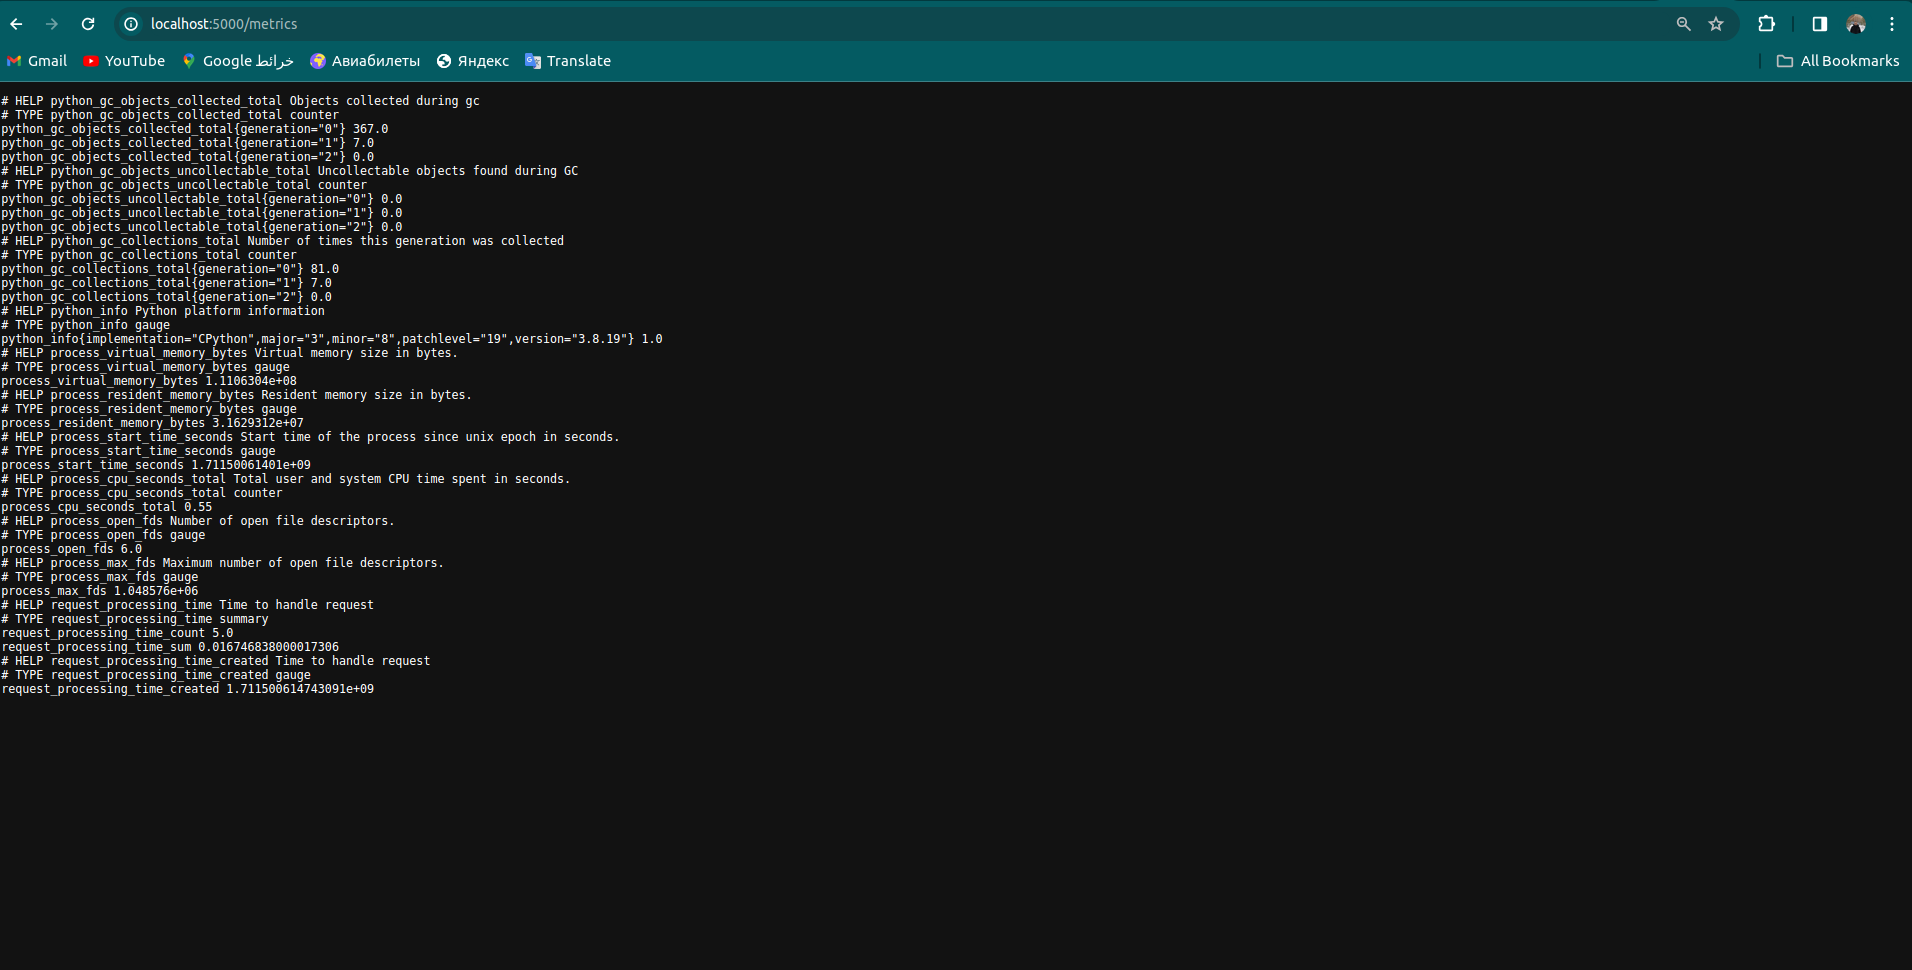 localhost:5000/metrics
Gmail YouTube Google خرائط Авиабилеты Яндекс Translate All Bookmarks
# HELP python_gc_objects_collected_total Objects collected during gc
# TYPE python_gc_objects_collected_total counter
python_gc_objects_collected_total{generation="0"} 367.0
python_gc_objects_collected_total{generation="1"} 7.0
python_gc_objects_collected_total{generation="2"} 0.0
# HELP python_gc_objects_uncollectable_total Uncollectable objects found during GC
# TYPE python_gc_objects_uncollectable_total counter
python_gc_objects_uncollectable_total{generation="0"} 0.0
python_gc_objects_uncollectable_total{generation="1"} 0.0
python_gc_objects_uncollectable_total{generation="2"} 0.0
# HELP python_gc_collections_total Number of times this generation was collected
# TYPE python_gc_collections_total counter
python_gc_collections_total{generation="0"} 81.0
python_gc_collections_total{generation="1"} 7.0
python_gc_collections_total{generation="2"} 0.0
# HELP python_info Python platform information
# TYPE python_info gauge
python_info{implementation="CPython",major="3",minor="8",patchlevel="19",version="3.8.19"} 1.0
# HELP process_virtual_memory_bytes Virtual memory size in bytes.
# TYPE process_virtual_memory_bytes gauge
process_virtual_memory_bytes 1.1106304e+08
# HELP process_resident_memory_bytes Resident memory size in bytes.
# TYPE process_resident_memory_bytes gauge
process_resident_memory_bytes 3.1629312e+07
# HELP process_start_time_seconds Start time of the process since unix epoch in seconds.
# TYPE process_start_time_seconds gauge
process_start_time_seconds 1.71150061401e+09
# HELP process_cpu_seconds_total Total user and system CPU time spent in seconds.
# TYPE process_cpu_seconds_total counter
process_cpu_seconds_total 0.55
# HELP process_open_fds Number of open file descriptors.
# TYPE process_open_fds gauge
process_open_fds 6.0
# HELP process_max_fds Maximum number of open file descriptors.
# TYPE process_max_fds gauge
process_max_fds 1.048576e+06
# HELP request_processing_time Time to handle request
# TYPE request_processing_time summary
request_processing_time_count 5.0
request_processing_time_sum 0.016746838000017306
# HELP request_processing_time_created Time to handle request
# TYPE request_processing_time_created gauge
request_processing_time_created 1.711500614743091e+09